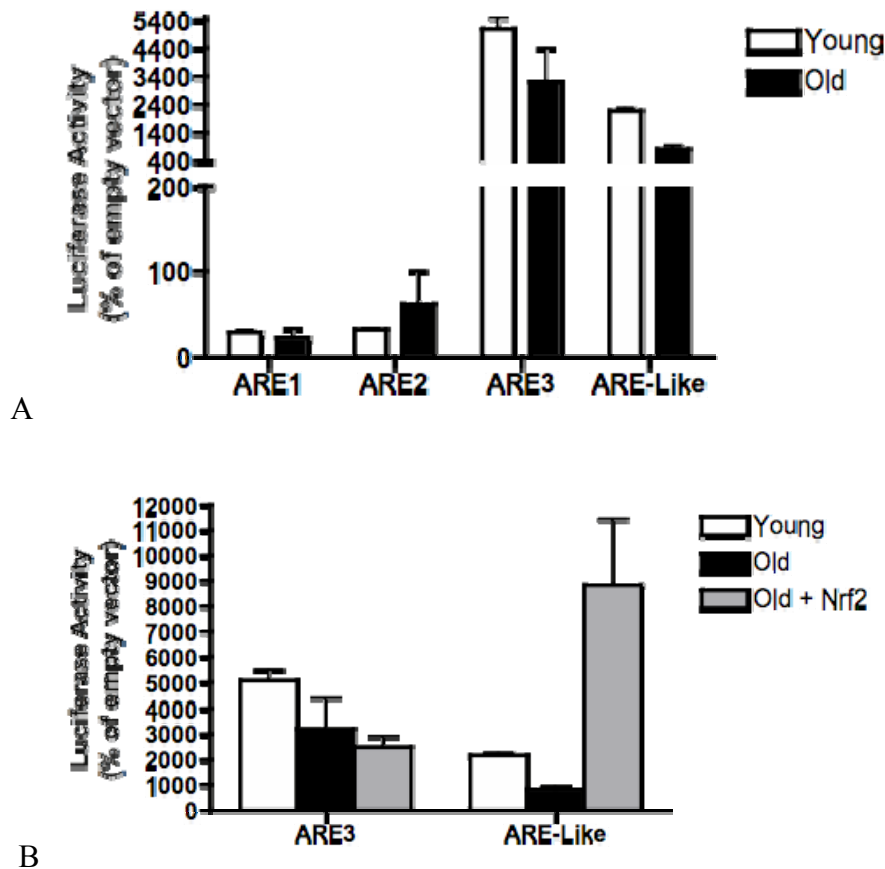 5400
4400
3400
2400
1400
400
200
100
0
Luciferase Activity
(% of empty vector)
Young
Old
ARE1 ARE2 ARE3 ARE-Like
A
12000
11000
10000
9000
8000
7000
6000
5000
4000
3000
2000
1000
0
Luciferase Activity
(% of empty vector)
Young
Old
Old + Nrf2
ARE3 ARE-Like
B